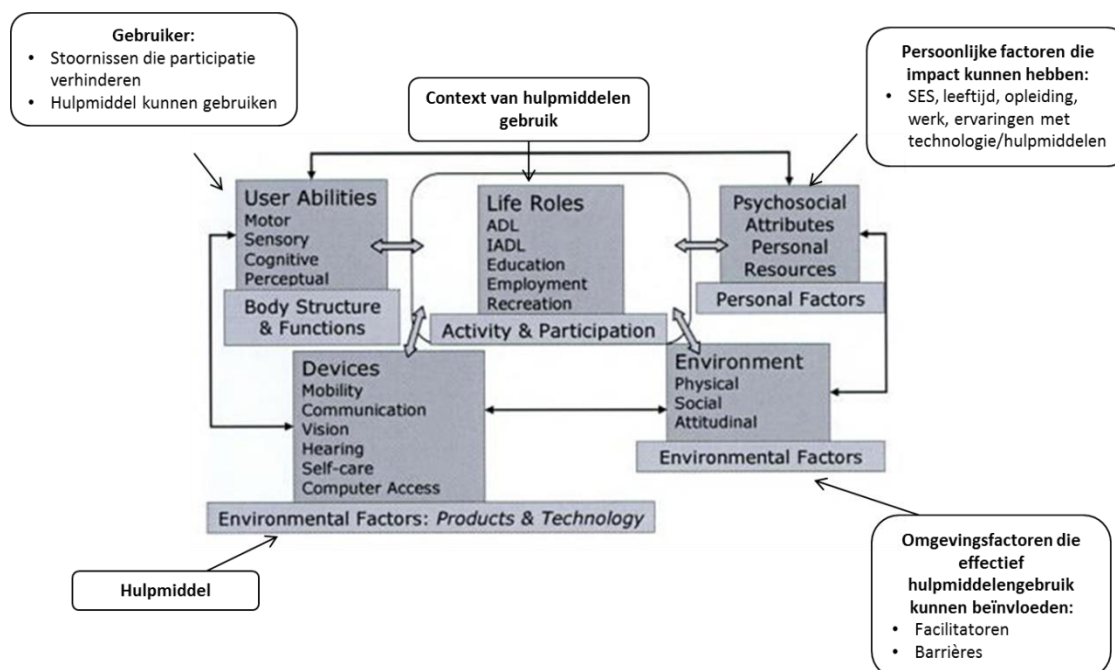 Gebruiker:
• Stoornissen die participatie
verhinderen
• Hulpmiddel kunnen gebruiken
Context van hulpmiddelen
gebruik
Persoonlijke factoren die
impact kunnen hebben:
• SES, leeftijd, opleiding,
werk, ervaringen met
technologie/hulpmiddelen
User Abilities
Motor
Sensory
Cognitive
Perceptual
Body Structure
& Functions
Life Roles
ADL
IADL
Education
Employment
Recreation
Activity & Participation
Psychosocial
Attributes
Personal
Resources
Personal Factors
Devices
Mobility
Communication
Vision
Hearing
Self-care
Computer Access
Environmental Factors: Products & Technology
Environment
Physical
Social
Attitudinal
Environmental Factors
Hulpmiddel
Omgevingsfactoren die
effectief
hulpmiddelengebruik
kunnen beïnvloeden:
• Facilitatoren
• Barrières